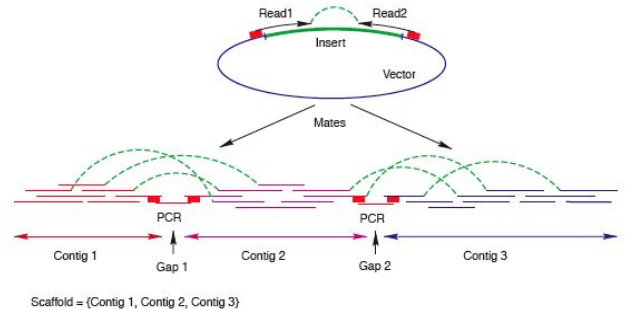 Read1 Read2
Insert
Vector
Mates
PCR PCR
Contig 1 Gap 1 Contig 2 Gap 2 Contig 3
Scaffold = {Contig 1, Contig 2, Contig 3}